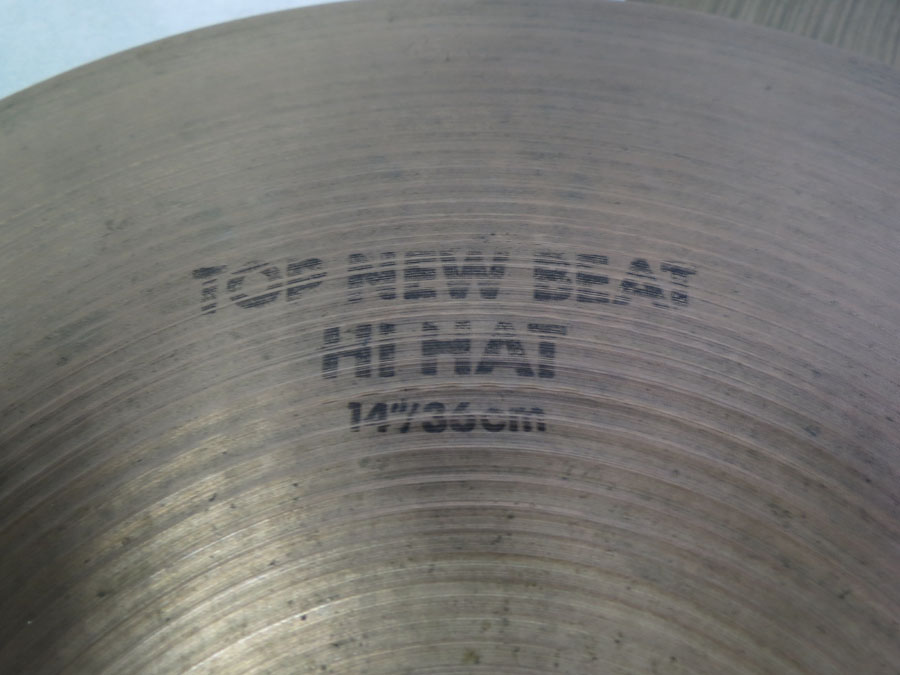 TOP NEW BEAT
HI HAT
14"/36cm